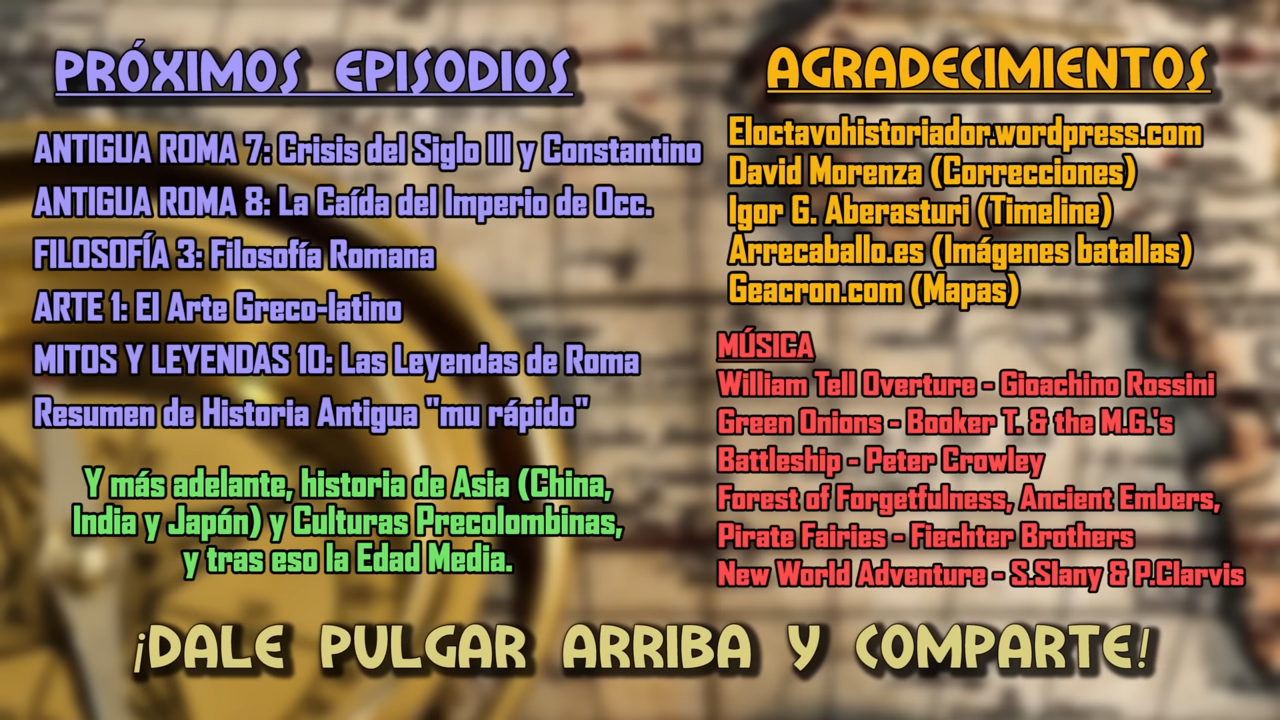 PRÓXIMOS EPISODIOS
ANTIGUA ROMA 7: Crisis del Siglo III y Constantino
ANTIGUA ROMA 8: La Caída del Imperio de Occ.
FILOSOFÍA 3: Filosofía Romana
ARTE 1: El Arte Greco-latino
MITOS Y LEYENDAS 10: Las Leyendas de Roma
Resumen de Historia Antigua "mu rápido"
Y más adelante, historia de Asia (China,
India y Japón) y Culturas Precolombinas,
y tras eso la Edad Media.
AGRADECIMIENTOS
Eloctavohistoriador.wordpress.com
David Morenza (Correcciones)
Igor G. Aberasturi (Timeline)
Arrecaballo.es (Imágenes batallas)
Geacron.com (Mapas)
MÚSICA
William Tell Overture - Gioachino Rossini
Green Onions - Booker T. & the M.G.'s
Battleship - Peter Crowley
Forest of Forgetfulness, Ancient Embers,
Pirate Fairies - Fiechter Brothers
New World Adventure - S.Slany & P.Clarvis
¡DALE PULGAR ARRIBA Y COMPARTE!